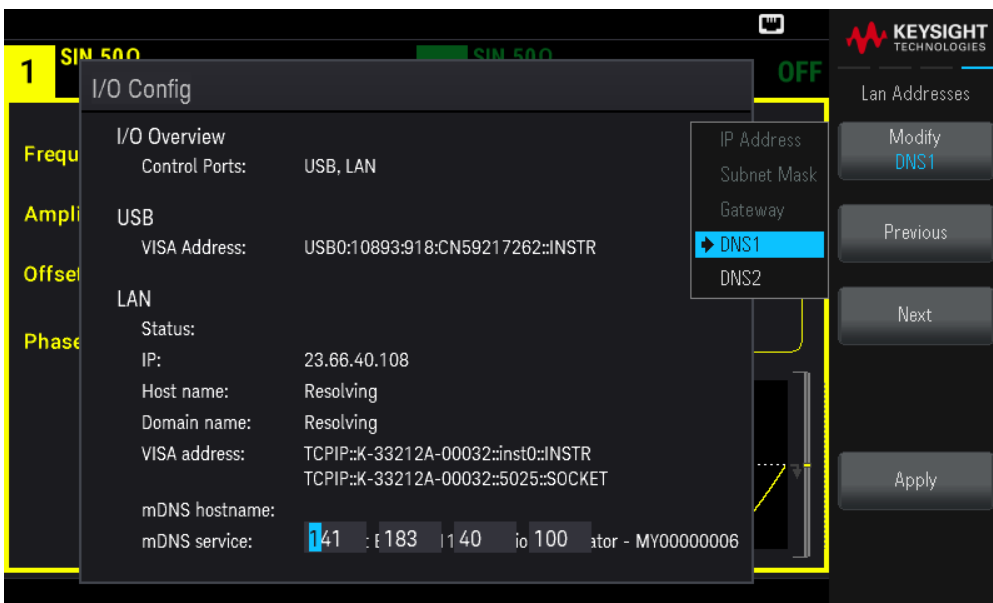 KEYSIGHT
TECHNOLOGIES
1 SIN 50Ω
SIN 50Ω
OFF
I/O Config
Lan Addresses
I/O Overview
Control Ports: USB, LAN
USB
VISA Address: USB0:10893:918:CN59217262::INSTR
LAN
Status:
IP: 23.66.40.108
Host name: Resolving
Domain name: Resolving
VISA address: TCPIP::K-33212A-00032::inst0::INSTR
TCPIP::K-33212A-00032::5025::SOCKET
mDNS hostname:
mDNS service: 141 183 40 100 ator - MY00000006
Frequ
Ampli
Offset
Phase
IP Address
Subnet Mask
Gateway
DNS1
DNS2
Modify
DNS1
Previous
Next
Apply